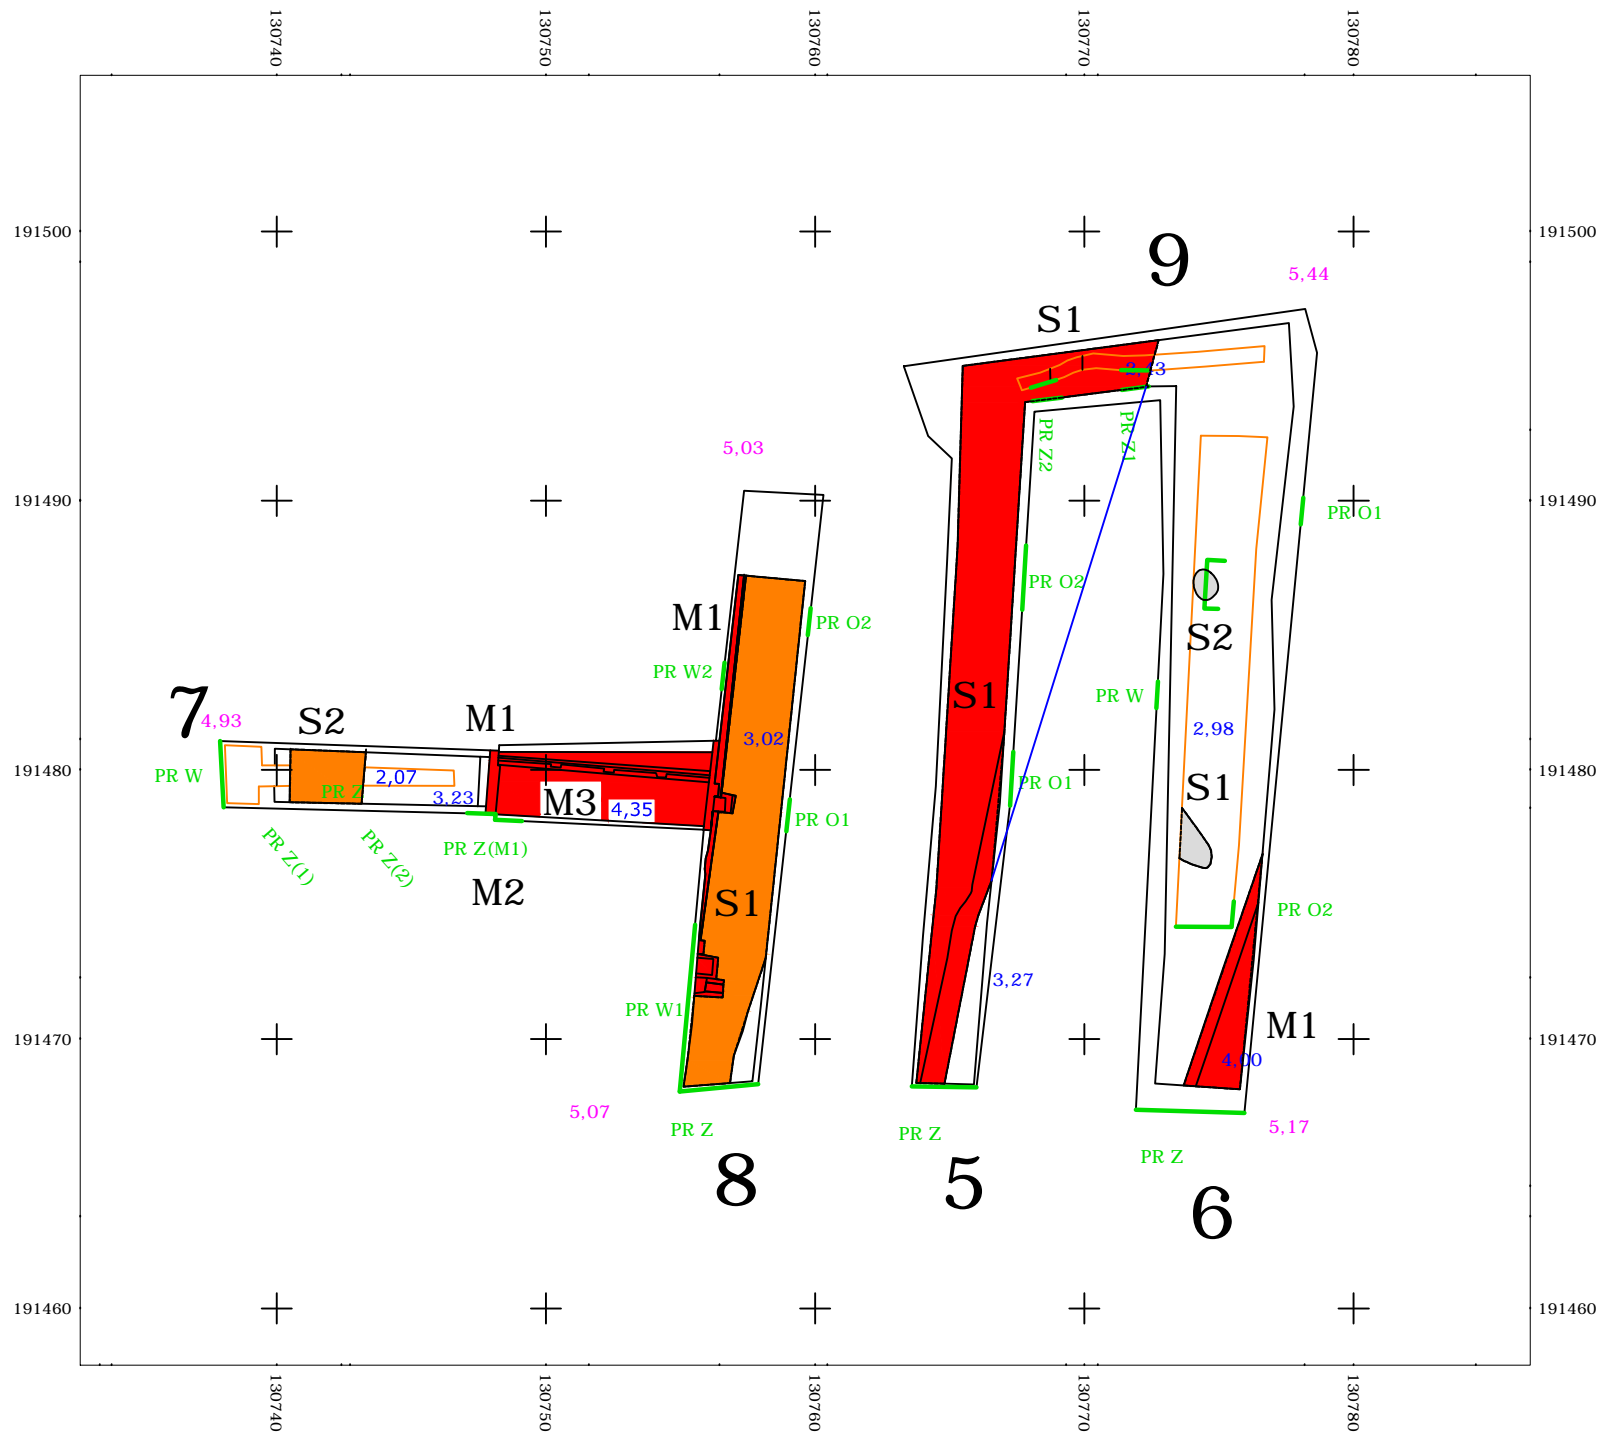 130740 130750 130760 130770 130780
191500 191500
9
5,44
S1
2,43
5,03
PR Z2 PR Z1
191490 191490
PR O1
PR O2
M1 PR O2
S2
PR W2
S1 PR W
7 4,93 S2 M1
3,02 2,98
191480 191480
PR W 2,07 PR O1 S1
PR Z 3,23 M3 4,35
PR O1
PR Z(1) PR Z(2) PR Z(M1)
M2 S1
PR O2
3,27
PR W1
M1
191470 191470
4,00
5,07
PR Z PR Z 5,17
PR Z
8 5 6
191460 191460
130740 130750 130760 130770 130780